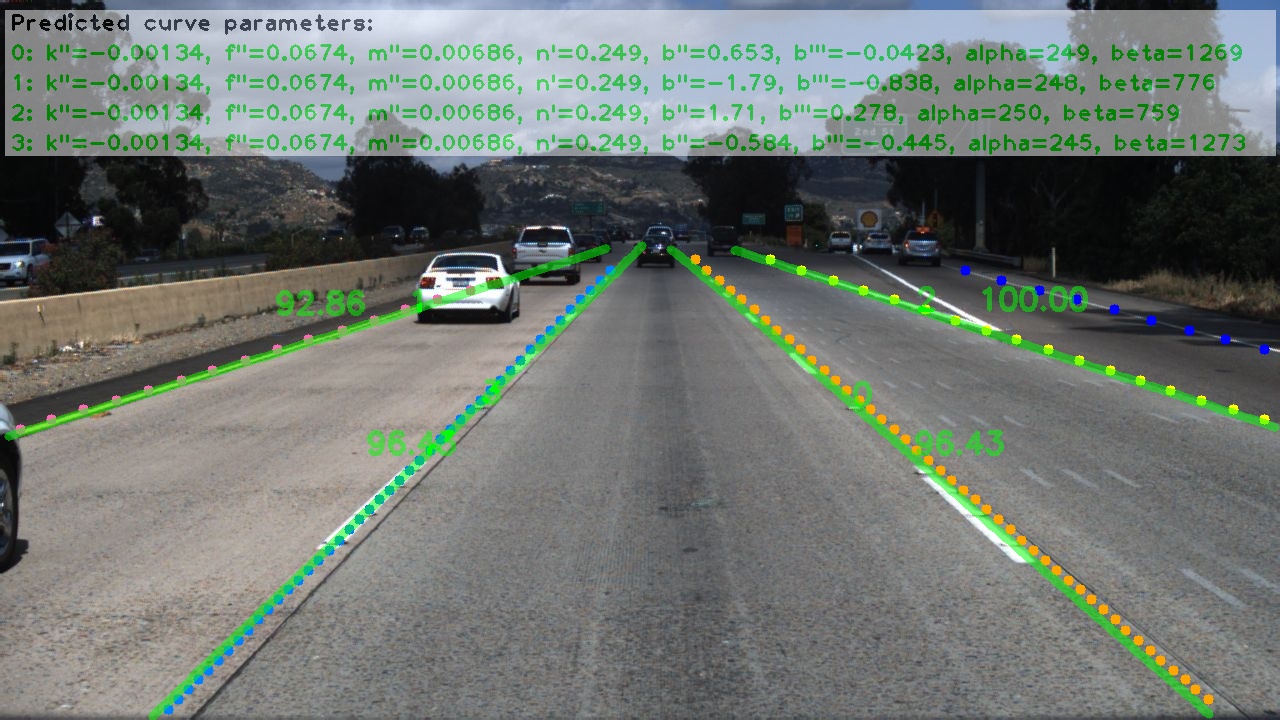 Predicted curve parameters:
0: k''=-0.00134, f''=0.0674, m''=0.00686, n'=0.249, b''=0.653, b'''=-0.0423, alpha=249, beta=1269
1: k''=-0.00134, f''=0.0674, m''=0.00686, n'=0.249, b''=-1.79, b'''=-0.838, alpha=248, beta=776
2: k''=-0.00134, f''=0.0674, m''=0.00686, n'=0.249, b''=1.71, b'''=0.278, alpha=250, beta=759
3: k''=-0.00134, f''=0.0674, m''=0.00686, n'=0.249, b''=-0.584, b'''=-0.445, alpha=245, beta=1273
2nd St
92.86
1
2
100.00
3
0
96.43
96.43